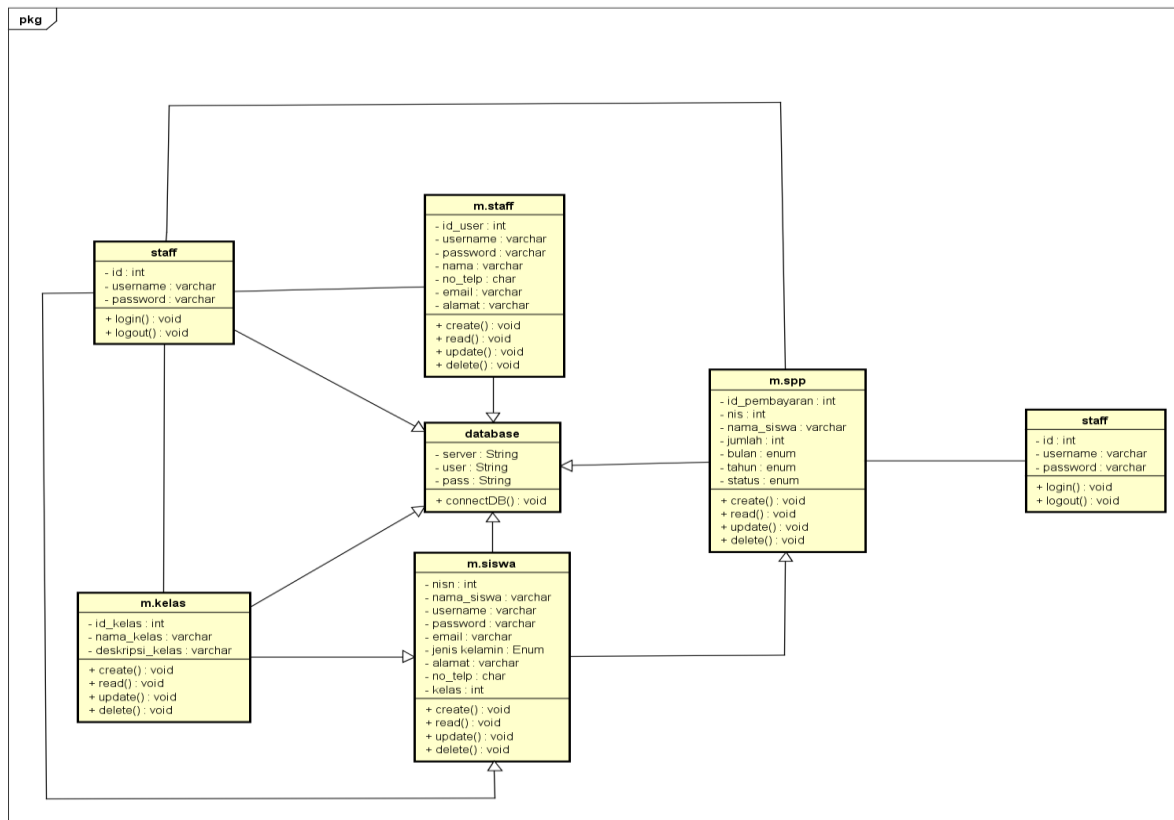 pkg
m.staff
- id_user : int
- username : varchar
- password : varchar
- nama : varchar
- no_telp : char
- email : varchar
- alamat : varchar
+ create() : void
+ read() : void
+ update() : void
+ delete() : void
staff
- id : int
- username : varchar
- password : varchar
+ login() : void
+ logout() : void
database
- server : String
- user : String
- pass : String
+ connectDB() : void
m.spp
- id_pembayaran : int
- nis : int
- nama_siswa : varchar
- jumlah : int
- bulan : enum
- tahun : enum
- status : enum
+ create() : void
+ read() : void
+ update() : void
+ delete() : void
staff
- id : int
- username : varchar
- password : varchar
+ login() : void
+ logout() : void
m.kelas
- id_kelas : int
- nama_kelas : varchar
- deskripsi_kelas : varchar
+ create() : void
+ read() : void
+ update() : void
+ delete() : void
m.siswa
- nisn : int
- nama_siswa : varchar
- username : varchar
- password : varchar
- email : varchar
- jenis kelamin : Enum
- alamat : varchar
- no_telp : char
- kelas : int
+ create() : void
+ read() : void
+ update() : void
+ delete() : void